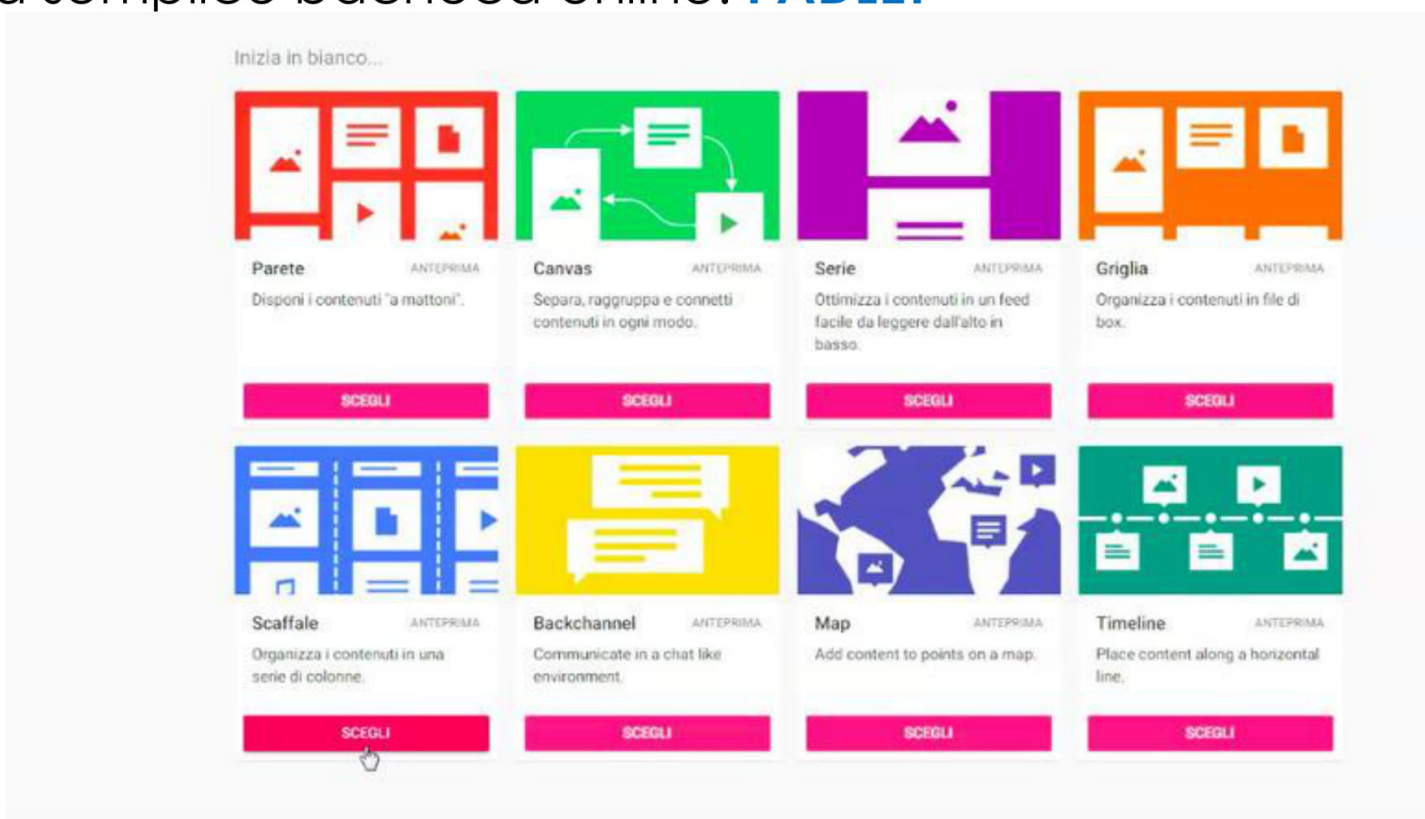 semplice bacheca online: PADLET
Inizia in bianco...
Parete ANTEPRIMA
Disponi i contenuti "a mattoni".
SCEGLI
Canvas ANTEPRIMA
Separa, raggruppa e connetti
contenuti in ogni modo.
SCEGLI
Serie ANTEPRIMA
Ottimizza i contenuti in un feed
facile da leggere dall'alto in
basso.
SCEGLI
Griglia ANTEPRIMA
Organizza i contenuti in file di
box.
SCEGLI
Scaffale ANTEPRIMA
Organizza i contenuti in una
serie di colonne.
SCEGLI
Backchannel ANTEPRIMA
Communicate in a chat like
environment.
SCEGLI
Map ANTEPRIMA
Add content to points on a map.
SCEGLI
Timeline ANTEPRIMA
Place content along a horizontal
line.
SCEGLI